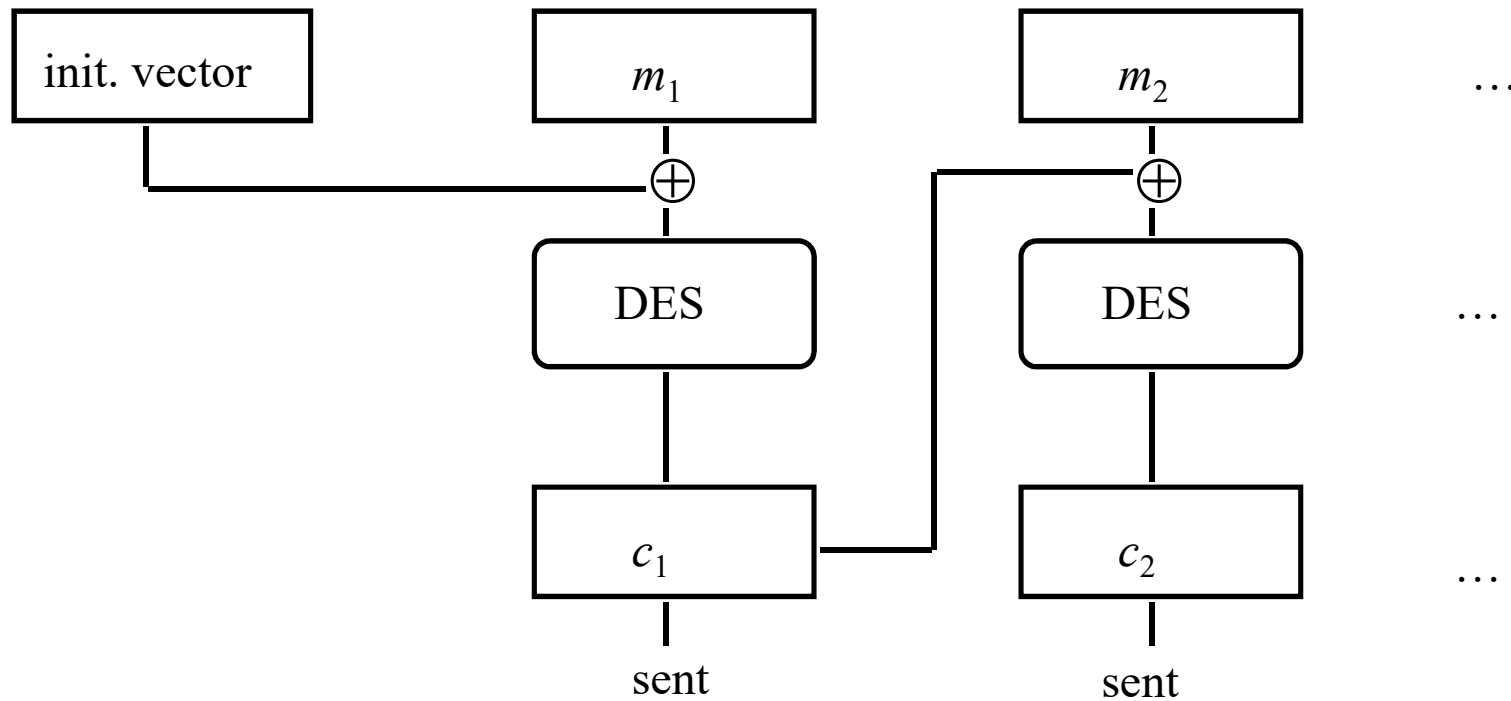 init. vector m₁ m₂ …
⊕ ⊕
DES DES …
c₁ c₂ …
sent sent